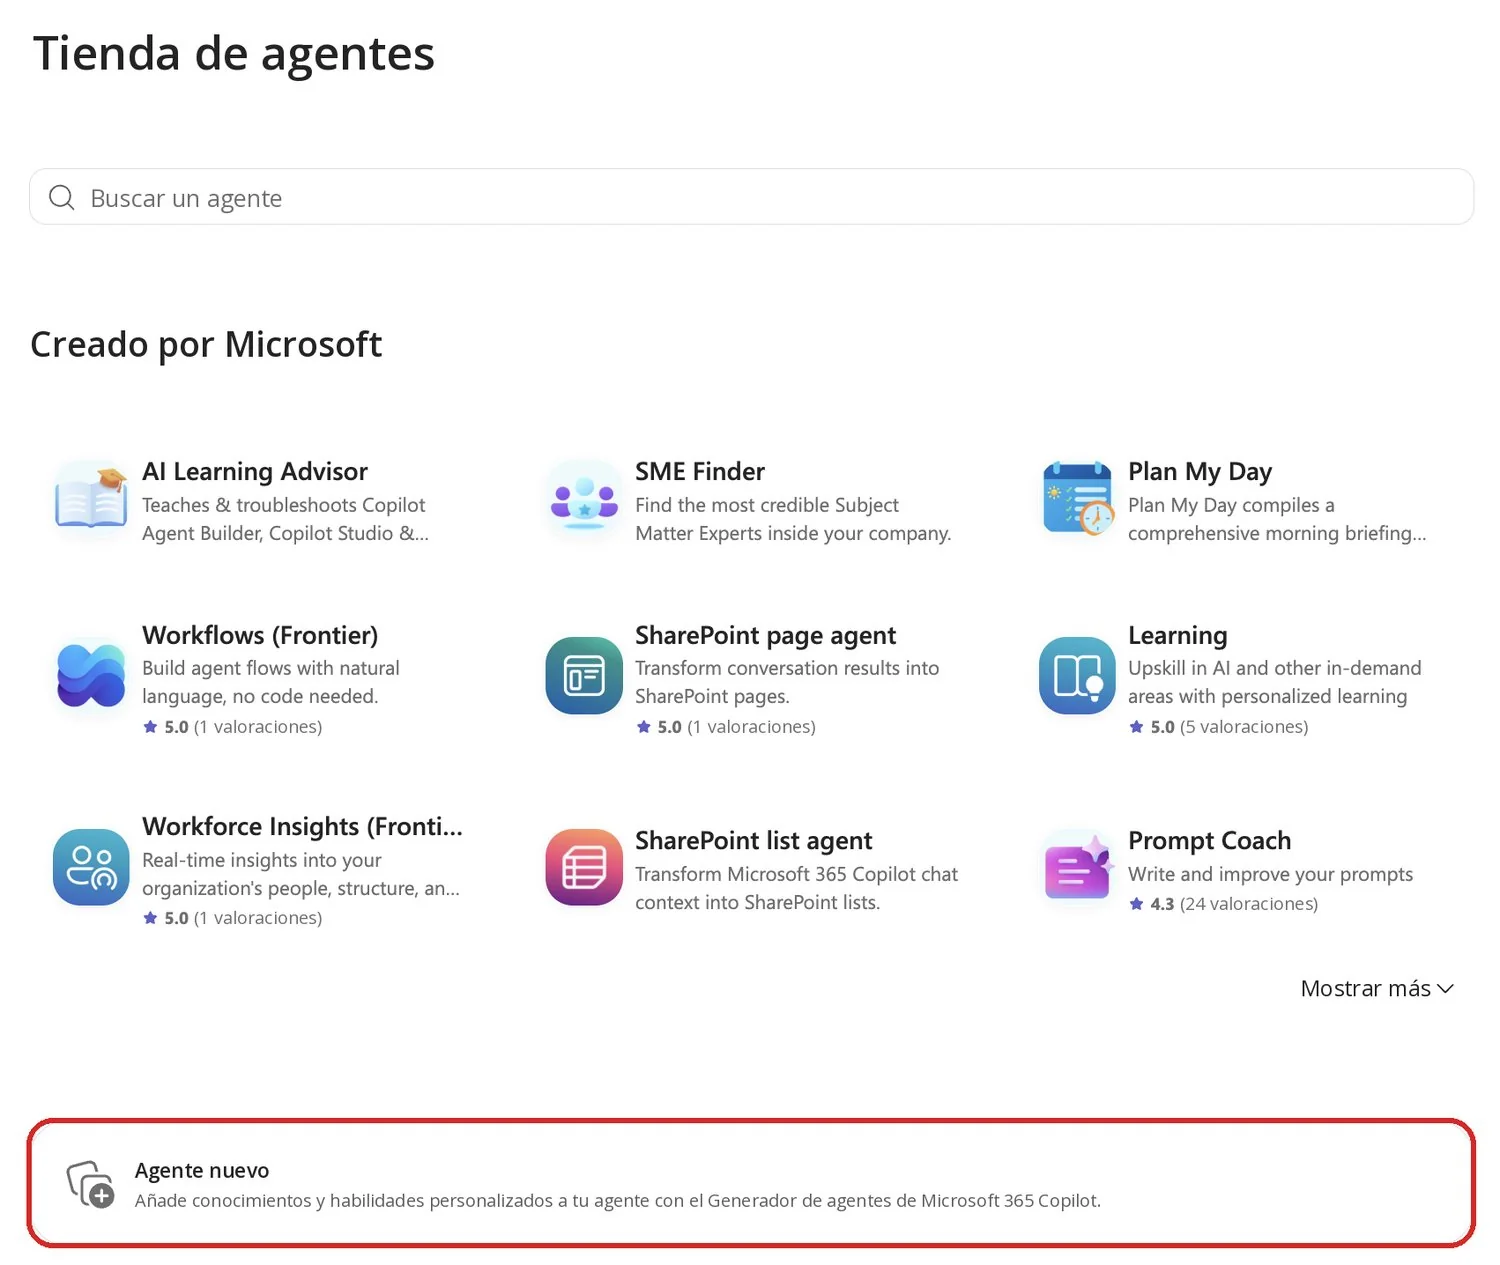 Tienda de agentes
Buscar un agente
Creado por Microsoft
AI Learning Advisor
Teaches & troubleshoots Copilot
Agent Builder, Copilot Studio &...
SME Finder
Find the most credible Subject
Matter Experts inside your company.
Plan My Day
Plan My Day compiles a
comprehensive morning briefing...
Workflows (Frontier)
Build agent flows with natural
language, no code needed.
5.0 (1 valoraciones)
SharePoint page agent
Transform conversation results into
SharePoint pages.
5.0 (1 valoraciones)
Learning
Upskill in AI and other in-demand
areas with personalized learning
5.0 (5 valoraciones)
Workforce Insights (Fronti...
Real-time insights into your
organization's people, structure, an...
5.0 (1 valoraciones)
SharePoint list agent
Transform Microsoft 365 Copilot chat
context into SharePoint lists.
Prompt Coach
Write and improve your prompts
4.3 (24 valoraciones)
Mostrar más
Agente nuevo
Añade conocimientos y habilidades personalizados a tu agente con el Generador de agentes de Microsoft 365 Copilot.